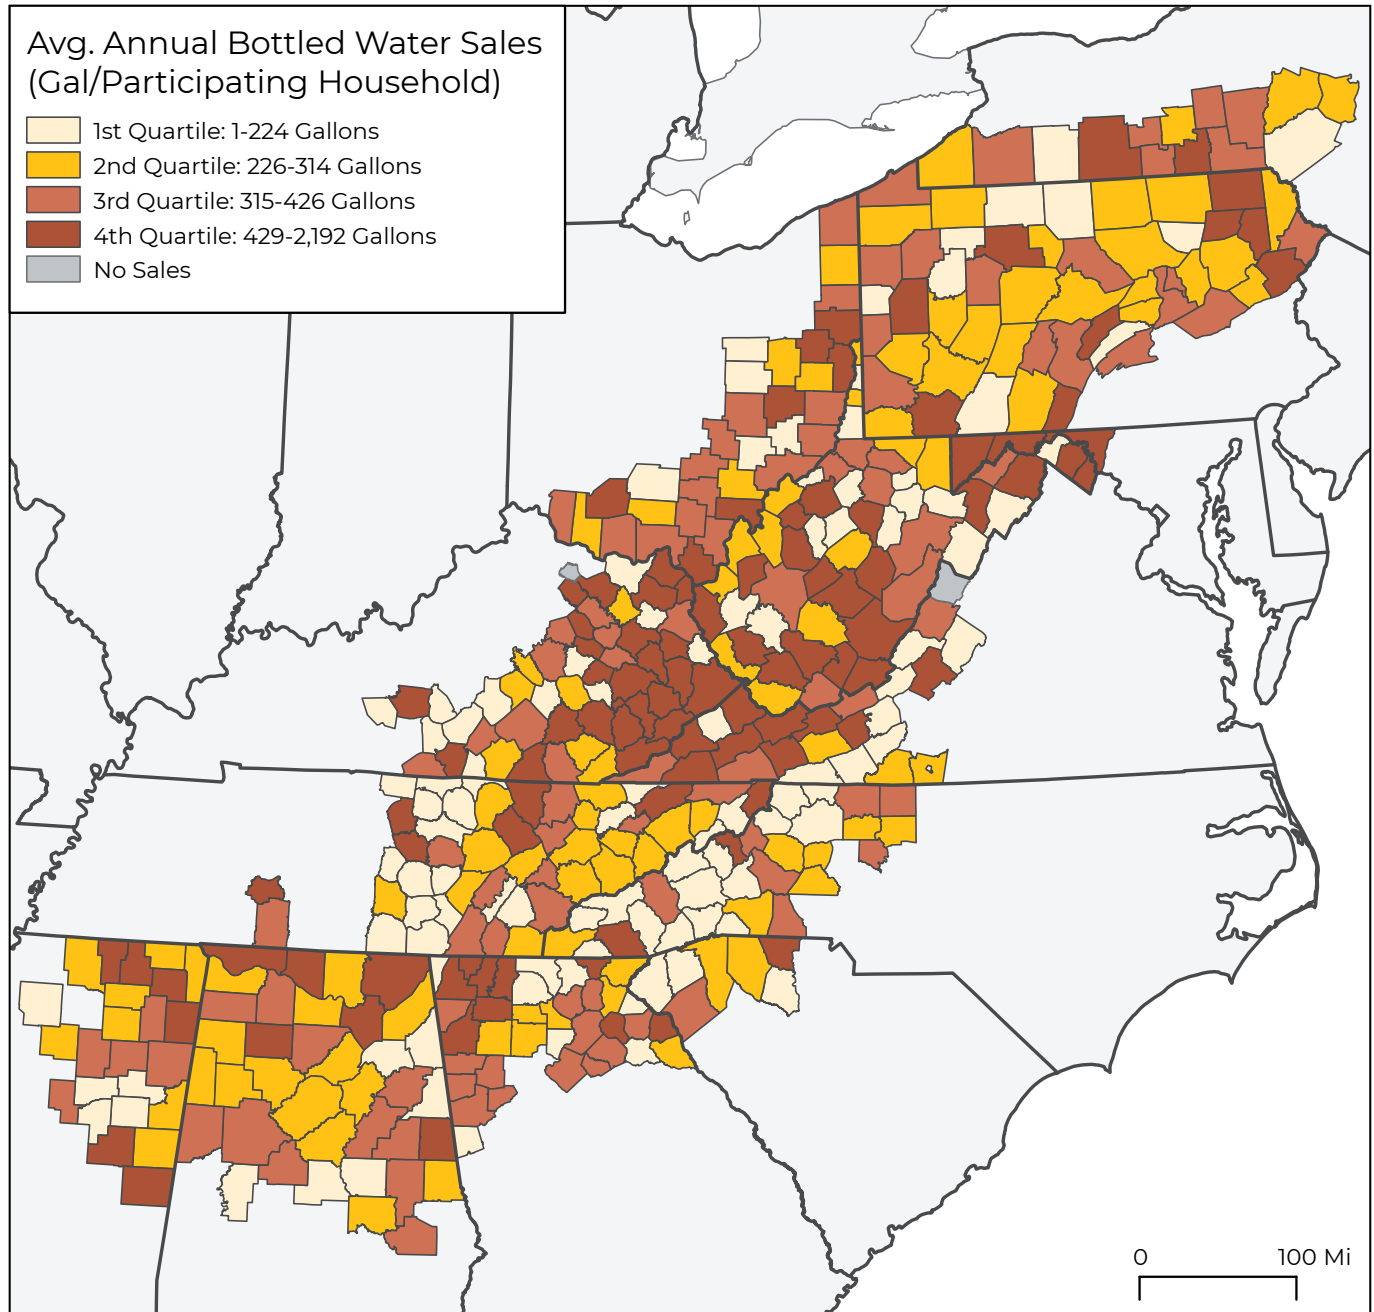 Avg. Annual Bottled Water Sales
(Gal/Participating Household)
1st Quartile: 1-224 Gallons
2nd Quartile: 226-314 Gallons
3rd Quartile: 315-426 Gallons
4th Quartile: 429-2,192 Gallons
No Sales
0 100 Mi